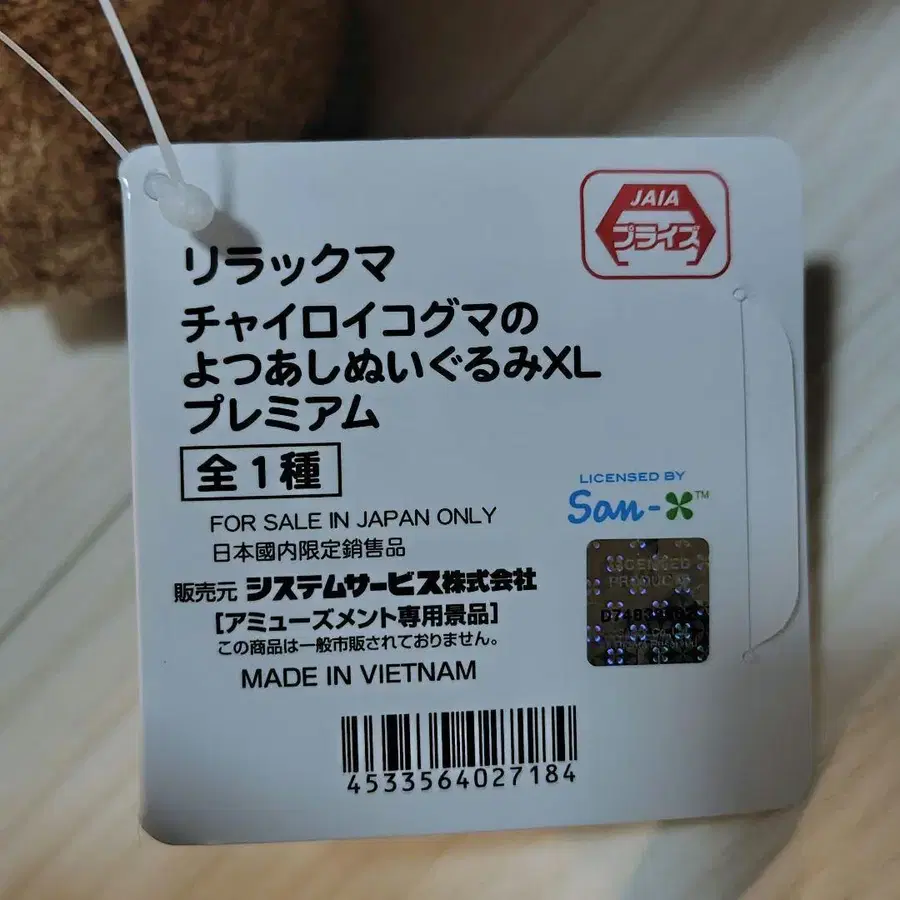 JAIA
プライズ
リラックマ
チャイロイコグマの
よつあしぬいぐるみXL
プレミアム
全1種
LICENSED BY
San-X™
FOR SALE IN JAPAN ONLY
日本國内限定銷售品
LICENSED
PRODUCT
販売元 システムサービス株式会社
[アミューズメント専用景品]
この商品は一般市販されておりません。
MADE IN VIETNAM
4533564027184